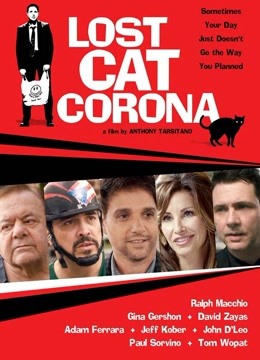 LOST
CAT
CORONA
a film by ANTHONY TARSITANO
Sometimes
Your Day
Just Doesn't
Go the Way
You Planned
Ralph Macchio
Gina Gershon + David Zayas
Adam Ferrara + Jeff Kober + John D'Leo
Paul Sorvino + Tom Wopat